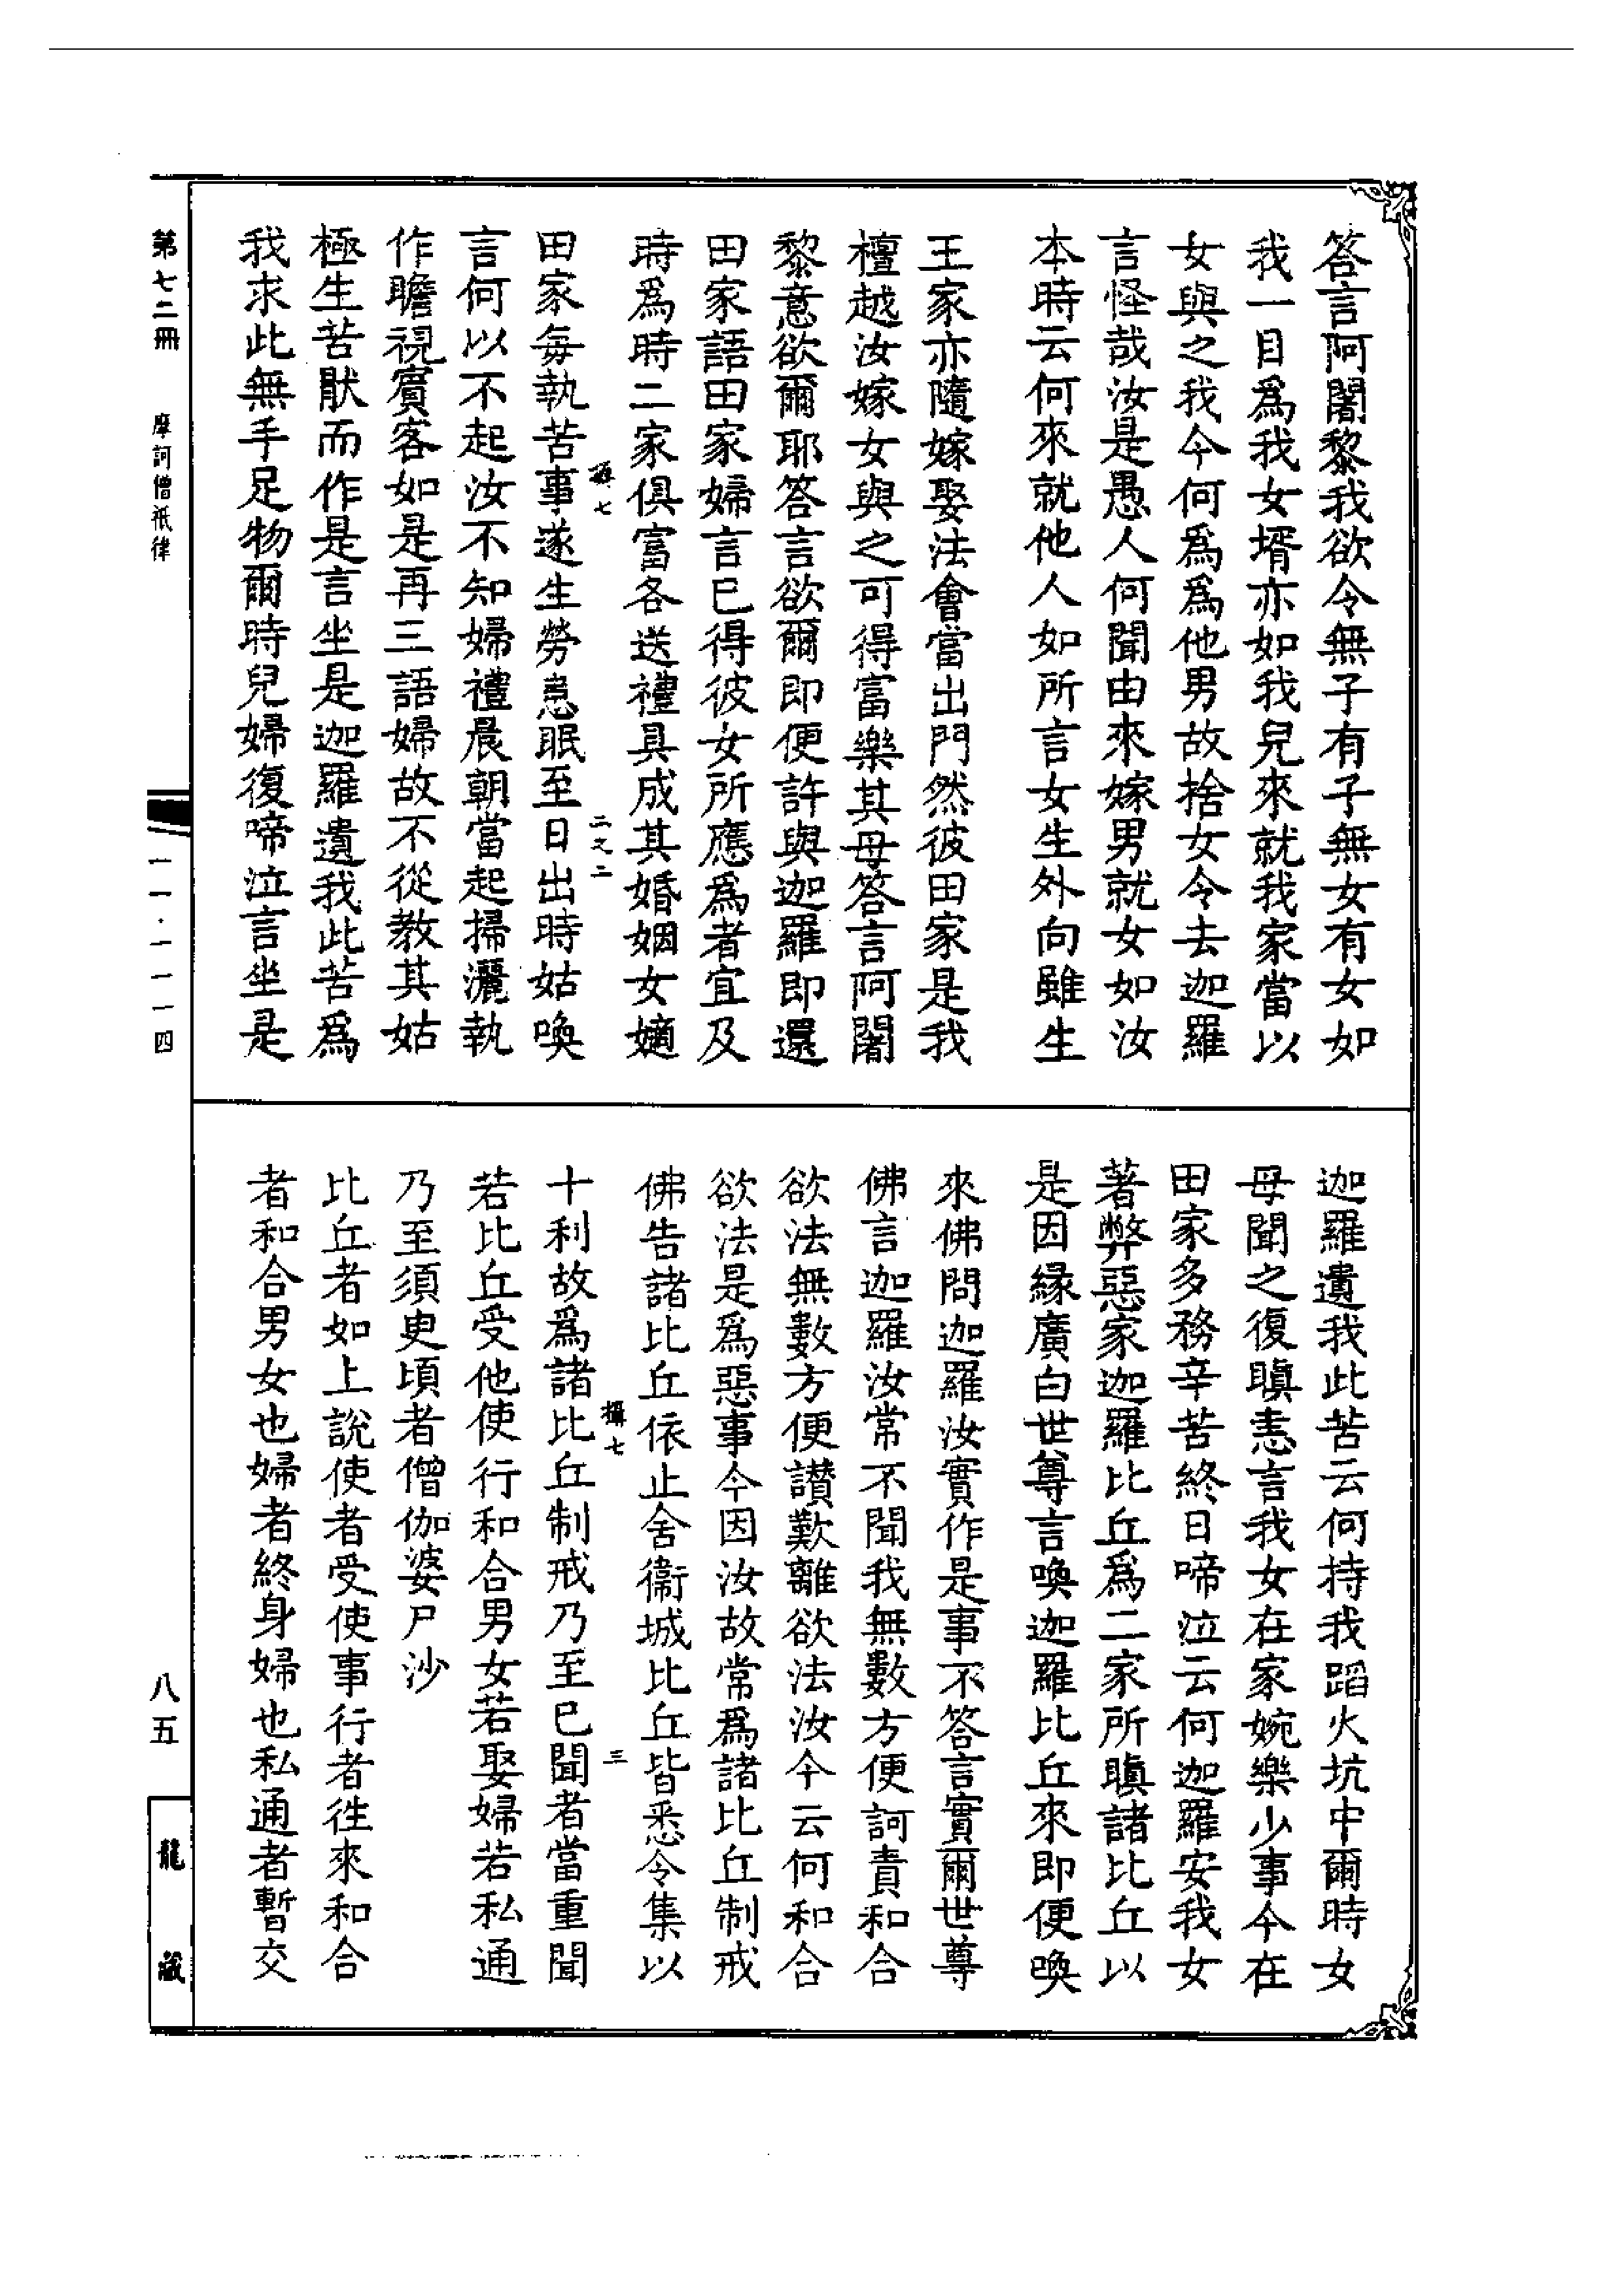 答言阿闍黎我欲令無子有子無女有女如
我一目爲我女壻亦如我兒來就我家當以
女與之我今何爲爲他男故捨女令去迦羅
言怪哉汝是愚人何聞由來嫁男就女如汝
本時云何來就他人如所言女生外向雖生
王家亦隨嫁娶法會當出門然彼田家是我
檀越汝嫁女與之可得富樂其母答言阿闍
黎意欲爾耶答言欲爾即便許與迦羅即還
田家語田家婦言已得彼女所應爲者宜及
時爲時二家俱富各送禮具成其婚姻女嫡
田家每執苦事遂生勞怠眠至日出時姑喚
言何以不起汝不知婦禮晨朝當起掃灑執
作瞻視賓客如是再三語婦故不從教其姑
極生苦猒而作是言坐是迦羅遺我此苦爲
我求此無手足物爾時兒婦復啼泣言坐是
迦羅遺我此苦云何持我蹈火坑中爾時女
母聞之復瞋恚言我女在家婉樂少事今在
田家多務辛苦終日啼泣云何迦羅安我女
著弊惡家迦羅比丘爲二家所瞋諸比丘以
是因緣廣白世尊言喚迦羅比丘來即便喚
來佛問迦羅汝實作是事不答言實爾世尊
佛言迦羅汝常不聞我無數方便訶責和合
欲法無數方便讚歎離欲法汝今云何和合
欲法是爲惡事今因汝故當爲諸比丘制戒
佛告諸比丘依止舍衞城比丘皆悉令集以
十利故爲諸比丘制戒乃至已聞者當重聞
若比丘受他使行和合男女若娶婦若私通
乃至須臾頃者僧伽婆尸沙
比丘者如上說使者受使事行者往來和合
者和合男女也婦者終身婦也私通者暫交
二之二
攝七
三
第七二冊
摩訶僧祇律
一一·一一一四
八五
龍藏